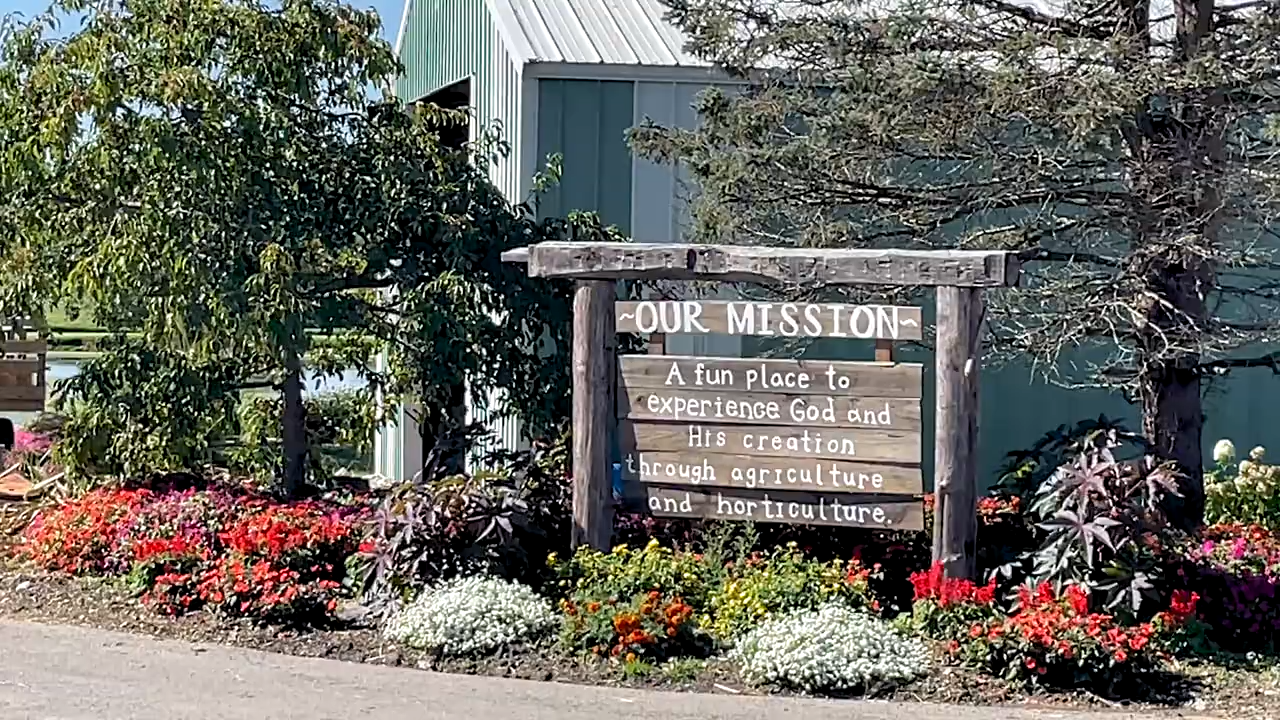 ~OUR MISSION~
A fun place to
experience God and
His creation
through agriculture
and horticulture.